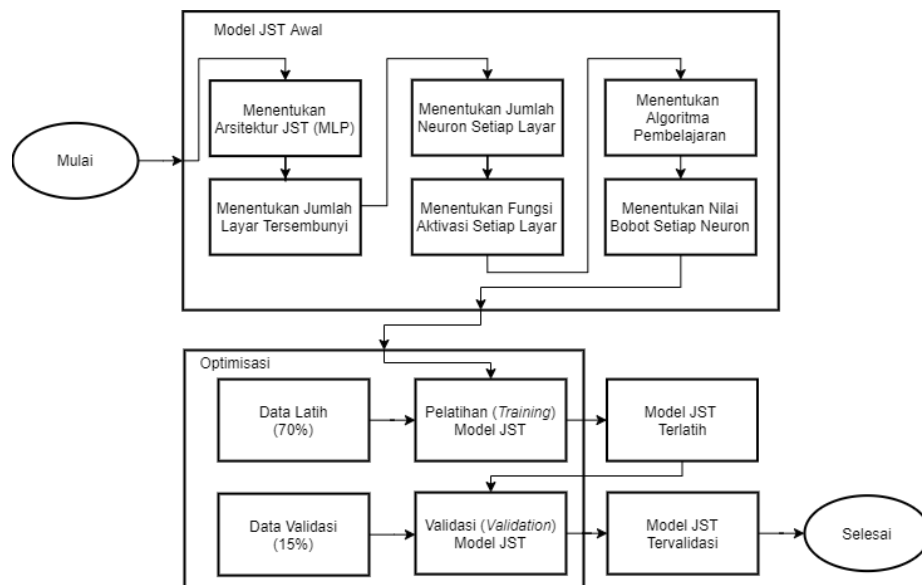 Model JST Awal
Mulai
Menentukan
Arsitektur JST (MLP)
Menentukan Jumlah
Layar Tersembunyi
Menentukan Jumlah
Neuron Setiap Layar
Menentukan Fungsi
Aktivasi Setiap Layar
Menentukan
Algoritma
Pembelajaran
Menentukan Nilai
Bobot Setiap Neuron
Optimisasi
Data Latih
(70%)
Pelatihan (Training)
Model JST
Model JST
Terlatih
Data Validasi
(15%)
Validasi (Validation)
Model JST
Model JST
Tervalidasi
Selesai